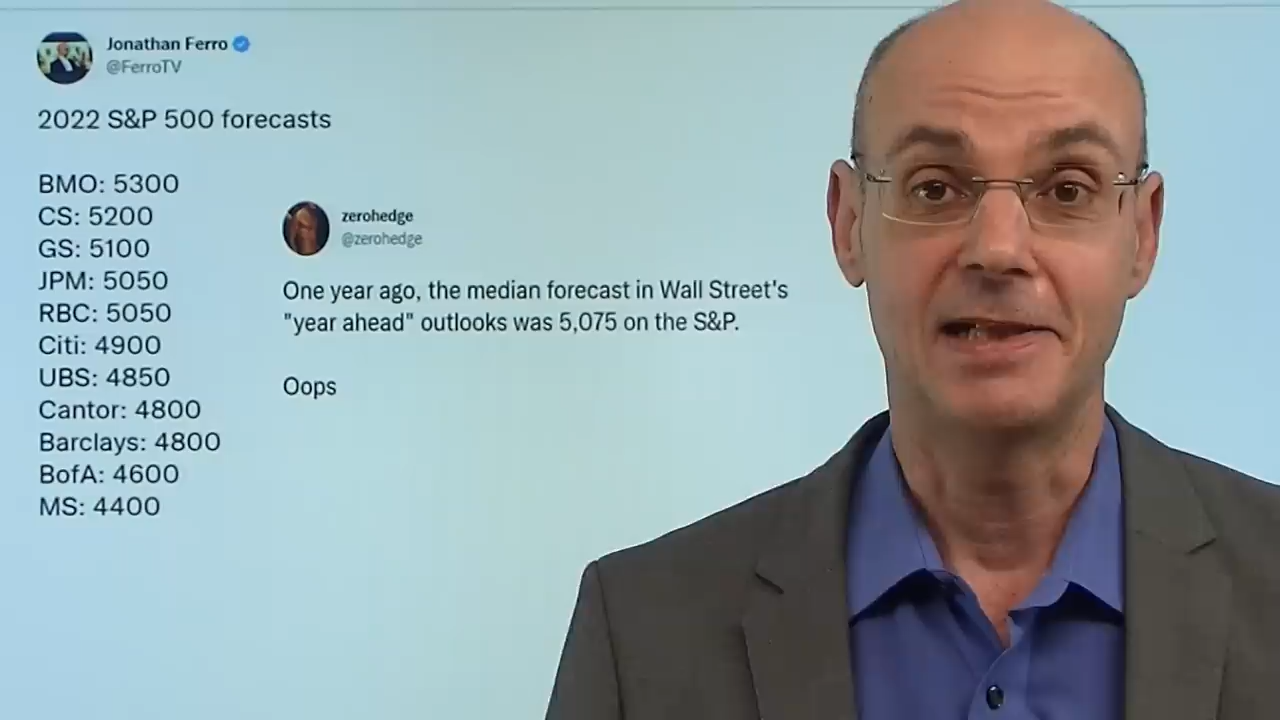 Jonathan Ferro
@FerroTV
2022 S&P 500 forecasts
BMO: 5300
CS: 5200
GS: 5100
JPM: 5050
RBC: 5050
Citi: 4900
UBS: 4850
Cantor: 4800
Barclays: 4800
BofA: 4600
MS: 4400
zerohedge
@zerohedge
One year ago, the median forecast in Wall Street's
"year ahead" outlooks was 5,075 on the S&P.
Oops